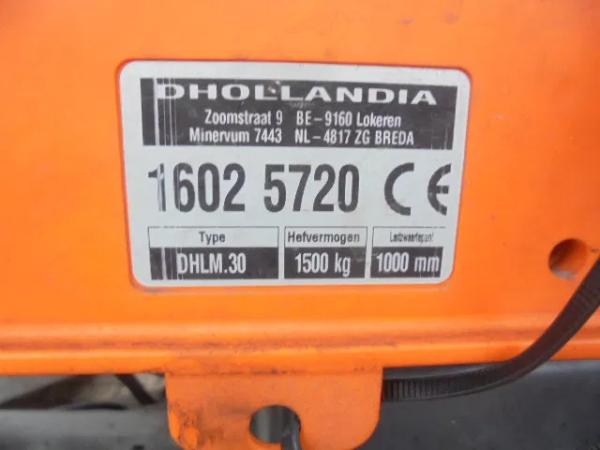 DHOLLANDIA
Zoomstraat 9 BE-9160 Lokeren
Minervum 7443 NL-4817 ZG BREDA
1602 5720 CE
Type Hefvermogen Lastzwaartepunt
DHLM.30 1500 kg 1000 mm